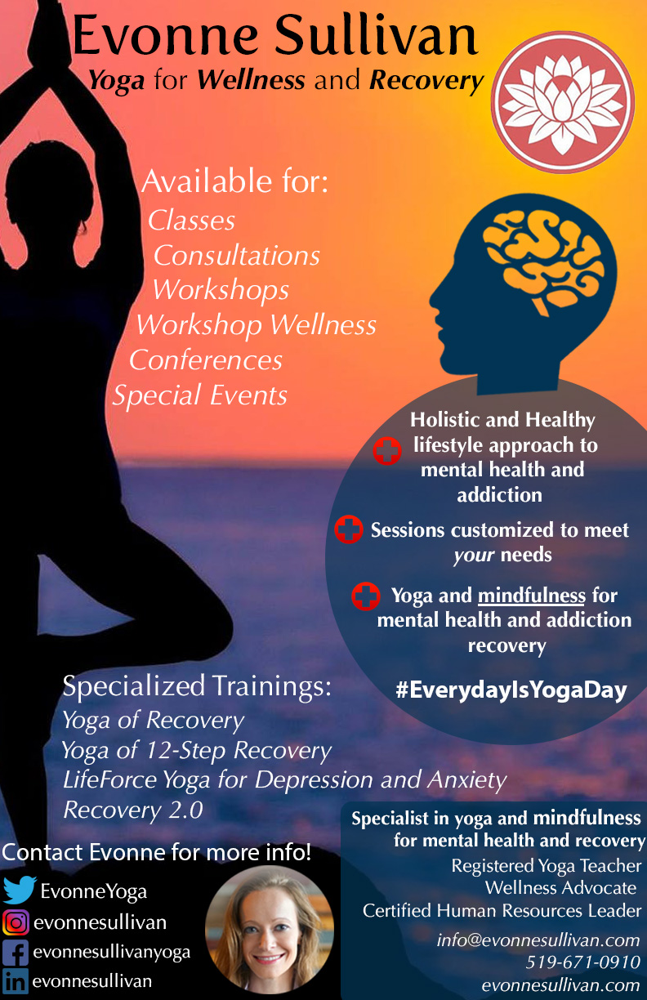 Evonne Sullivan
Yoga for Wellness and Recovery
Available for:
Classes
Consultations
Workshops
Workshop Wellness
Conferences
Special Events
Holistic and Healthy
lifestyle approach to
mental health and
addiction
Sessions customized to meet
your needs
Yoga and mindfulness for
mental health and addiction
recovery
#EverydayIsYogaDay
Specialized Trainings:
Yoga of Recovery
Yoga of 12-Step Recovery
LifeForce Yoga for Depression and Anxiety
Recovery 2.0
Contact Evonne for more info!
EvonneYoga
evonnesullivan
evonnesullivanyoga
in evonnesullivan
Specialist in yoga and mindfulness
for mental health and recovery
Registered Yoga Teacher
Wellness Advocate
Certified Human Resources Leader
info@evonnesullivan.com
519-671-0910
evonnesullivan.com